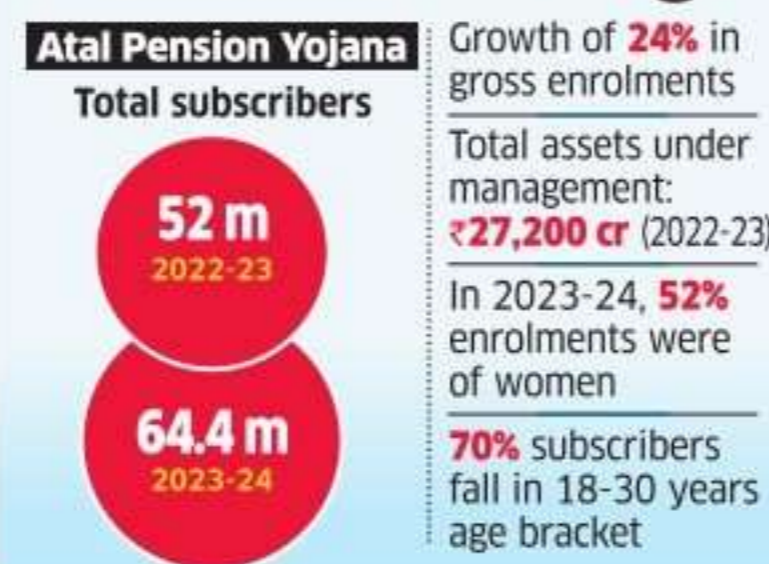 Atal Pension Yojana
Total subscribers
52 m
2022-23
64.4 m
2023-24
Growth of 24% in
gross enrolments
Total assets under
management:
₹27,200 cr (2022-23)
In 2023-24, 52%
enrolments were
of women
70% subscribers
fall in 18-30 years
age bracket